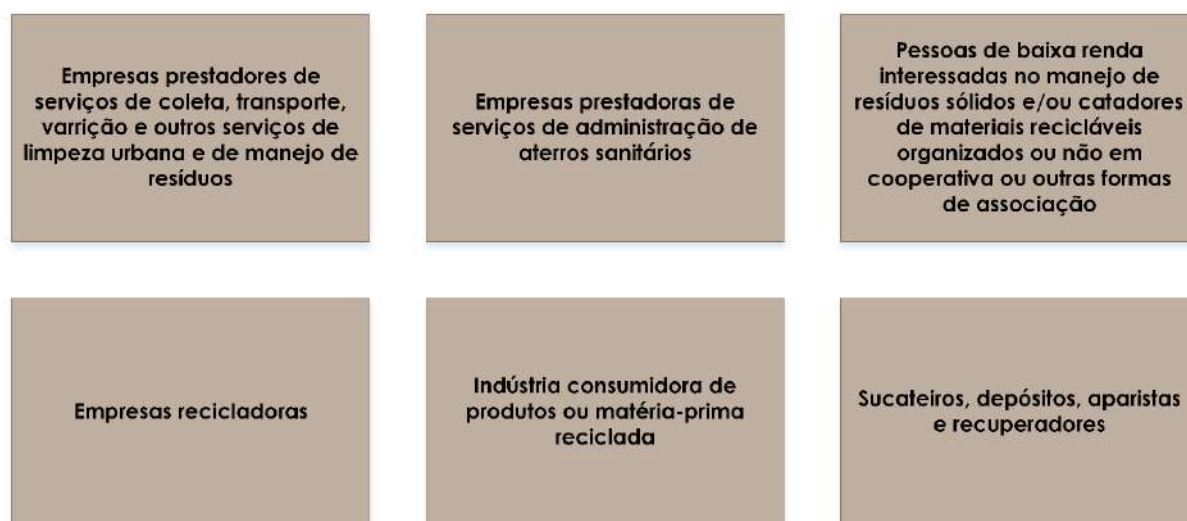 Empresas prestadores de
serviços de coleta, transporte,
varrição e outros serviços de
limpeza urbana e de manejo de
resíduos
Empresas prestadoras de
serviços de administração de
aterros sanitários
Pessoas de baixa renda
interessadas no manejo de
resíduos sólidos e/ou catadores
de materiais recicláveis
organizados ou não em
cooperativa ou outras formas
de associação
Empresas recicladoras
Indústria consumidora de
produtos ou matéria-prima
reciclada
Sucateiros, depósitos, aparistas
e recuperadores